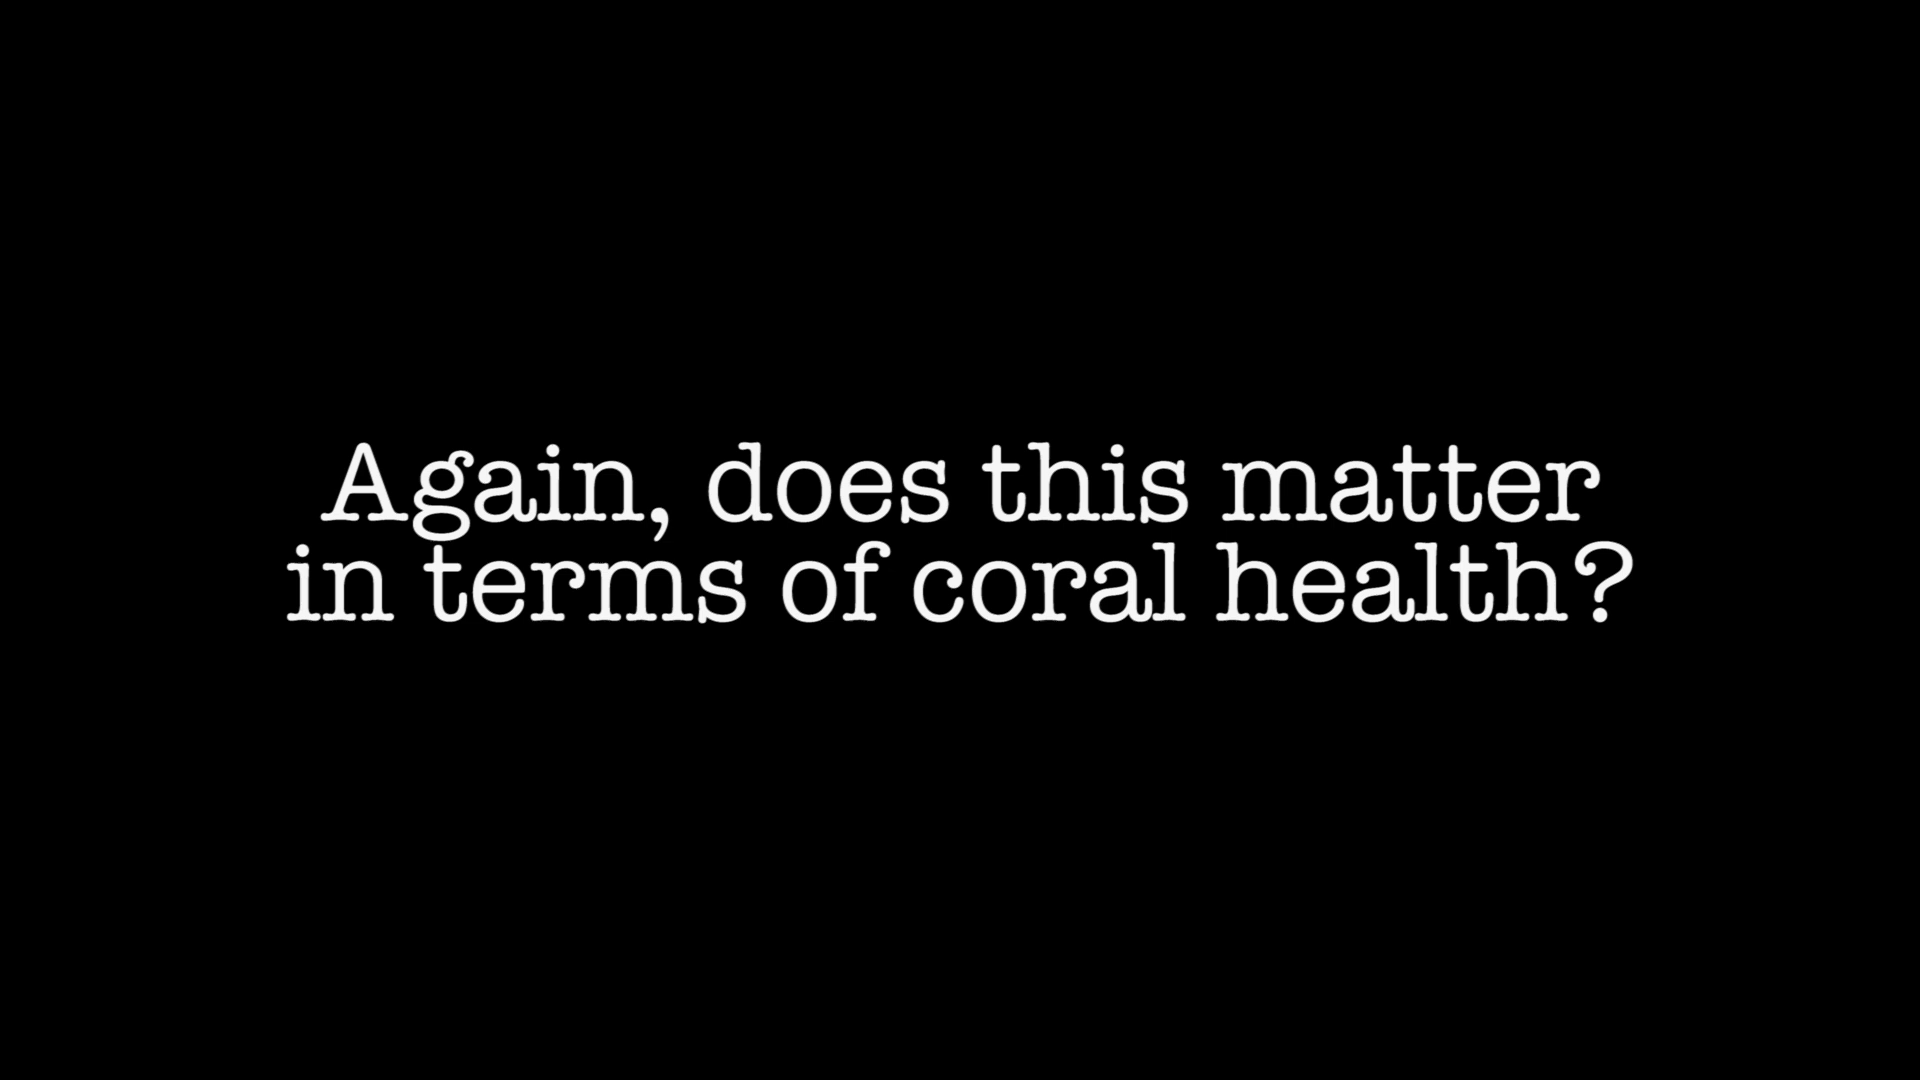 Again, does this matter
in terms of coral health?